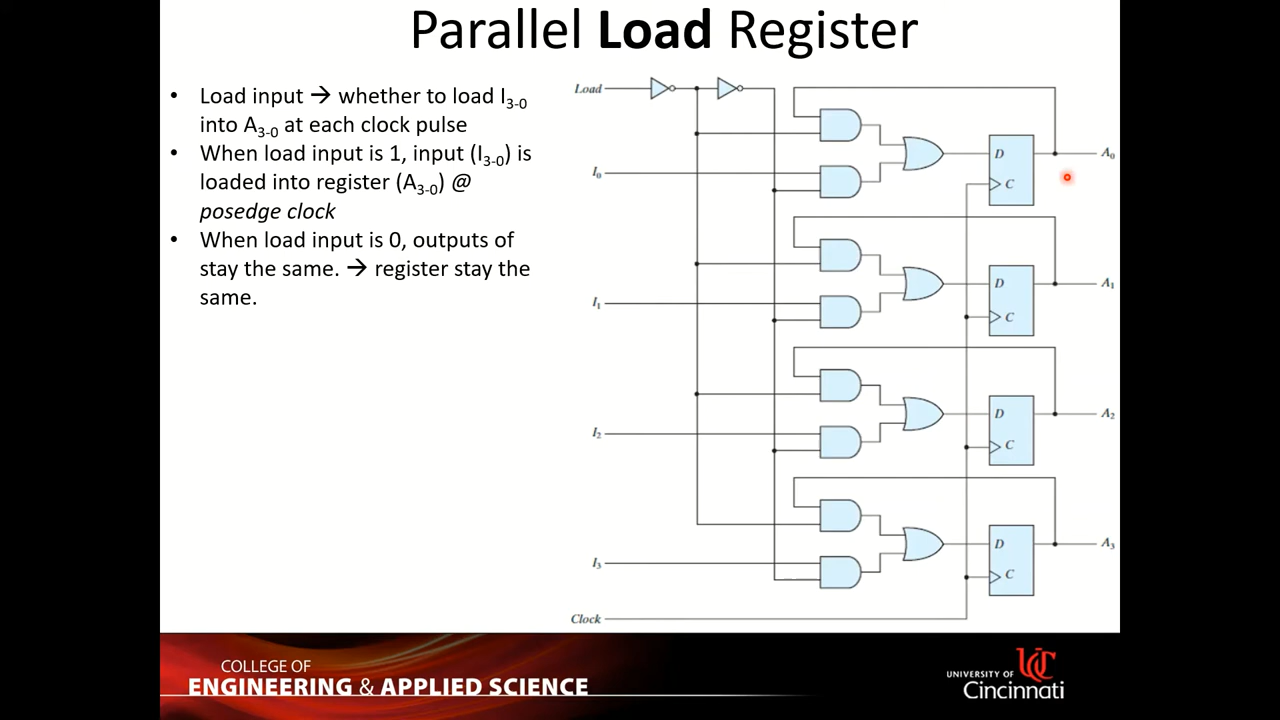 Parallel Load Register
• Load input → whether to load I3-0
into A3-0 at each clock pulse
• When load input is 1, input (I3-0) is
loaded into register (A3-0) @
posedge clock
• When load input is 0, outputs of
stay the same. → register stay the
same.
Load
I0
D
C
A0
I1
D
C
A1
I2
D
C
A2
I3
D
C
A3
Clock
COLLEGE OF
ENGINEERING & APPLIED SCIENCE
UC
UNIVERSITY OF
Cincinnati